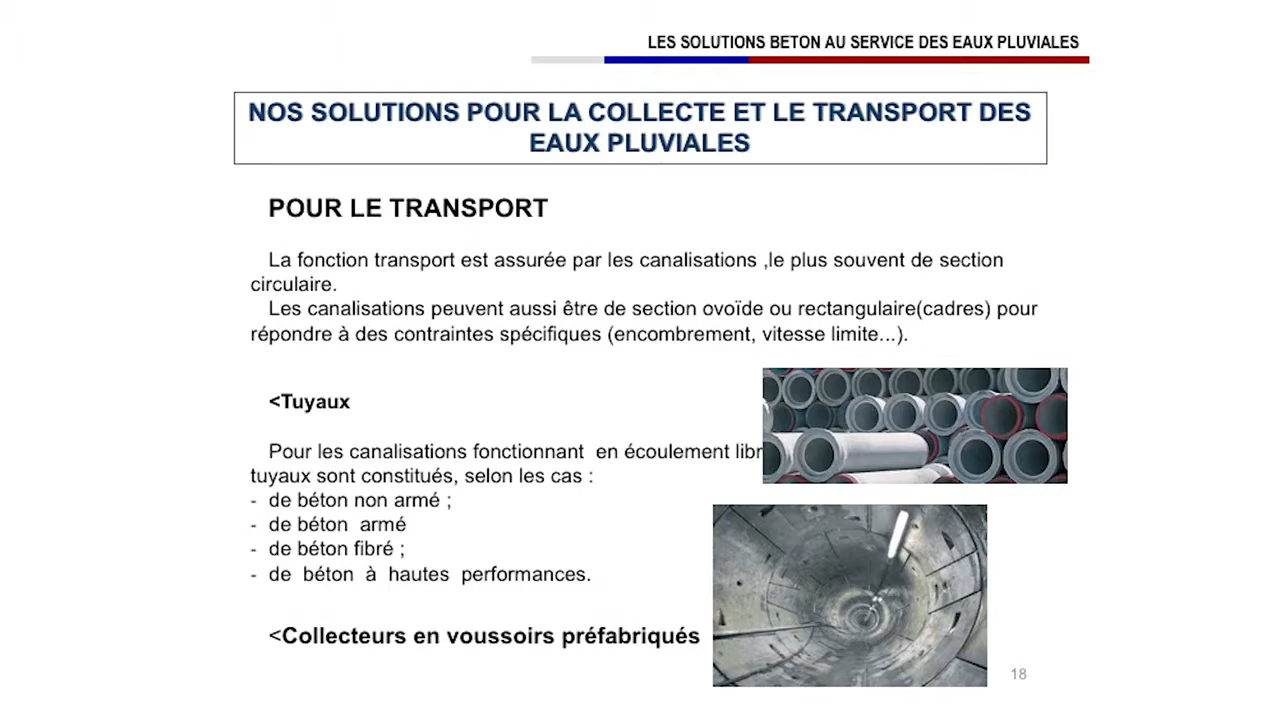 LES SOLUTIONS BETON AU SERVICE DES EAUX PLUVIALES
NOS SOLUTIONS POUR LA COLLECTE ET LE TRANSPORT DES
EAUX PLUVIALES
POUR LE TRANSPORT
La fonction transport est assurée par les canalisations ,le plus souvent de section
circulaire.
Les canalisations peuvent aussi être de section ovoïde ou rectangulaire(cadres) pour
répondre à des contraintes spécifiques (encombrement, vitesse limite...).
<Tuyaux
Pour les canalisations fonctionnant en écoulement
tuyaux sont constitués, selon les cas :
- de béton non armé ;
- de béton armé
- de béton fibré ;
- de béton à hautes performances.
<Collecteurs en voussoirs préfabriqués
18